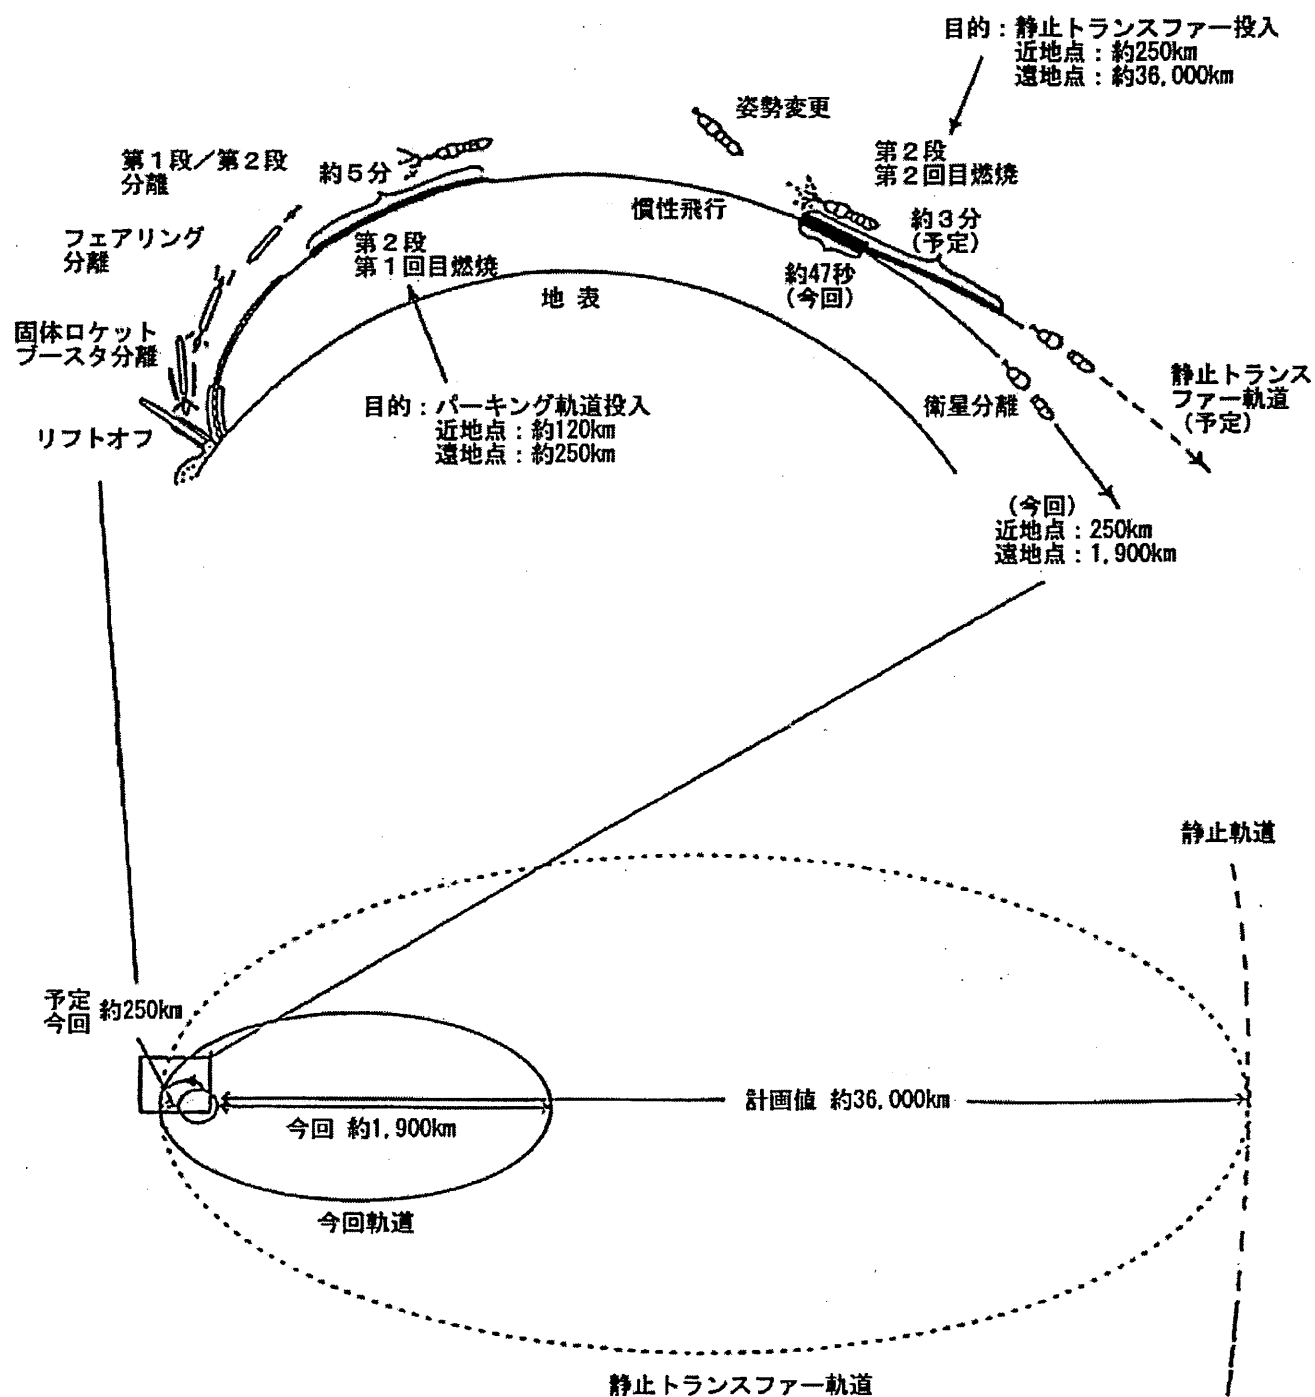 目的：静止トランスファー投入
近地点：約250km
遠地点：約36,000km
姿勢変更
第１段／第２段
分離
約５分
第２段
第２回目燃焼
慣性飛行
約３分
(予定)
フェアリング
分離
第２段
第１回目燃焼
約47秒
(今回)
地 表
固体ロケット
ブースタ分離
静止トランス
ファー軌道
(予定)
目的：パーキング軌道投入
近地点：約120km
遠地点：約250km
衛星分離
リフトオフ
(今回)
近地点：250km
遠地点：1,900km
静止軌道
予定
今回
約250km
計画値 約36,000km
今回 約1,900km
今回軌道
静止トランスファー軌道